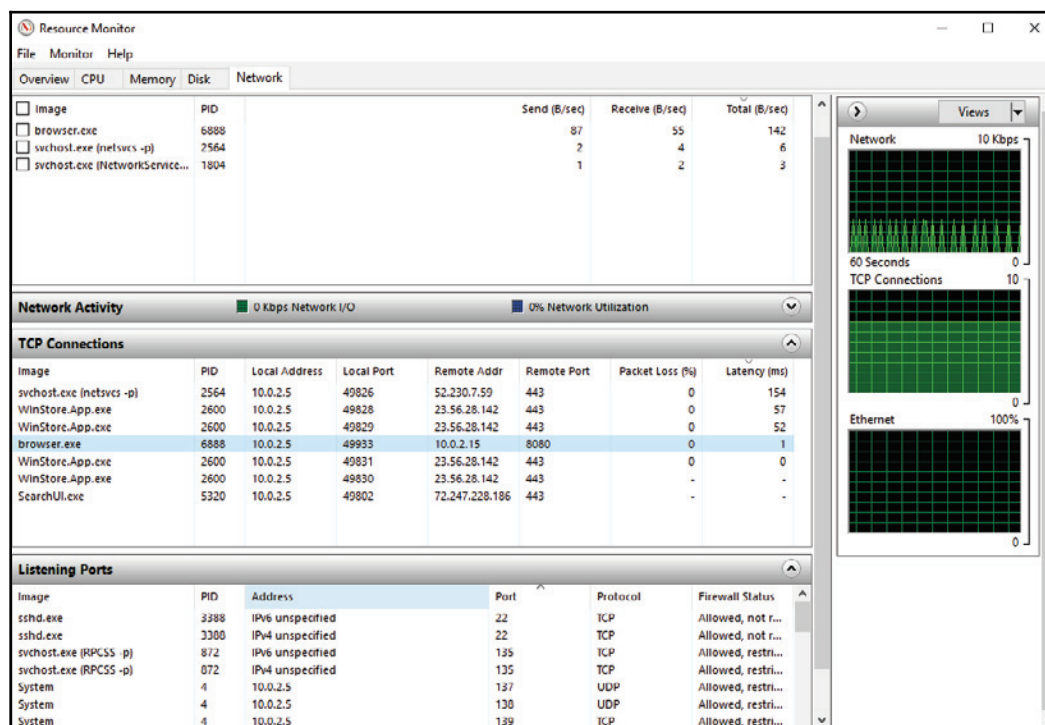 Resource Monitor
File Monitor Help
Overview CPU Memory Disk Network
Image PID Send (B/sec) Receive (B/sec) Total (B/sec)
browser.exe 6888 87 55 142
svchost.exe (netsvcs -p) 2564 2 4 6
svchost.exe (NetworkService... 1804 1 2 3
Network Activity 0 Kbps Network I/O 0% Network Utilization
TCP Connections
Image PID Local Address Local Port Remote Addr Remote Port Packet Loss (%) Latency (ms)
svchost.exe (netsvcs -p) 2564 10.0.2.5 49826 52.230.7.59 443 0 154
WinStore.App.exe 2600 10.0.2.5 49828 23.56.28.142 443 0 57
WinStore.App.exe 2600 10.0.2.5 49829 23.56.28.142 443 0 52
browser.exe 6888 10.0.2.5 49933 10.0.2.15 8080 0 1
WinStore.App.exe 2600 10.0.2.5 49831 23.56.28.142 443 0 0
WinStore.App.exe 2600 10.0.2.5 49830 23.56.28.142 443 - -
SearchUI.exe 5320 10.0.2.5 49802 72.247.228.186 443 - -
Listening Ports
Image PID Address Port Protocol Firewall Status
sshd.exe 3388 IPv6 unspecified 22 TCP Allowed, not r...
sshd.exe 3388 IPv4 unspecified 22 TCP Allowed, not r...
svchost.exe (RPCSS -p) 872 IPv6 unspecified 135 TCP Allowed, restri...
svchost.exe (RPCSS -p) 872 IPv4 unspecified 135 TCP Allowed, restri...
System 4 10.0.2.5 137 UDP Allowed, restri...
System 4 10.0.2.5 138 UDP Allowed, restri...
System 4 10.0.2.5 139 TCP Allowed, restri...
Views
Network 10 Kbps
60 Seconds 0
TCP Connections 10
0
Ethernet 100%
0